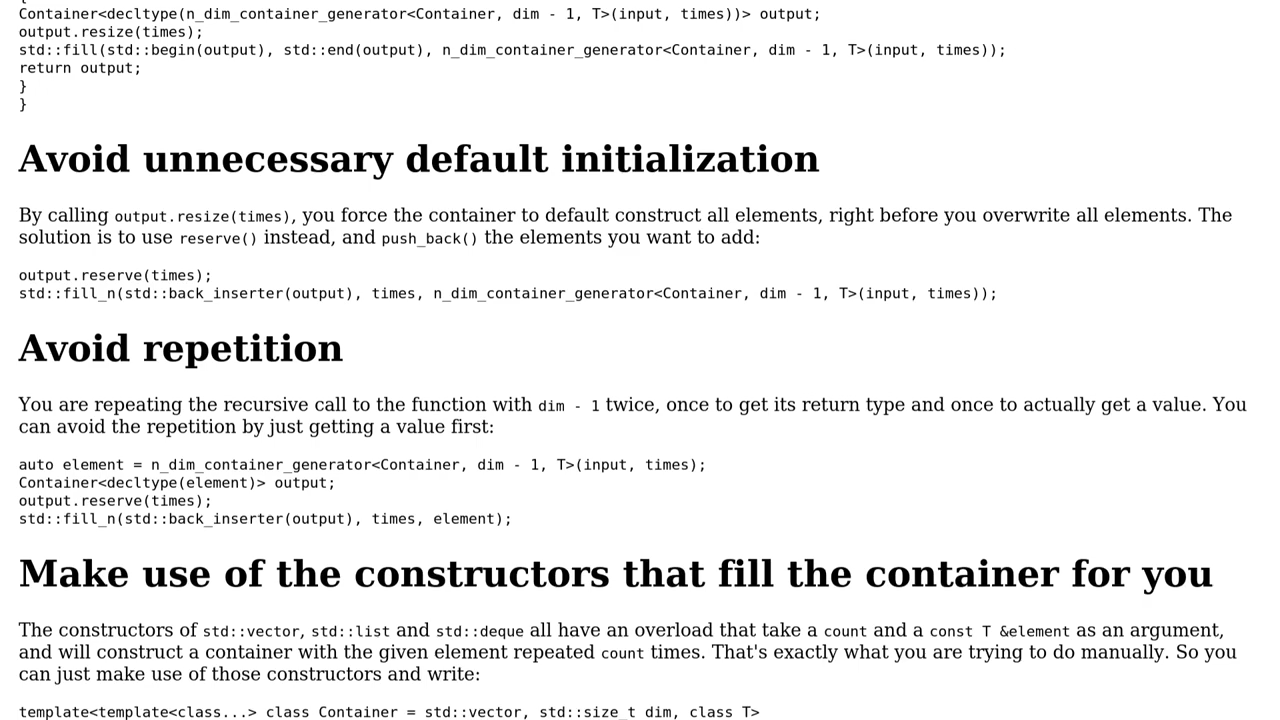 Container<decltype(n_dim_container_generator<Container, dim - 1, T>(input, times))> output;
output.resize(times);
std::fill(std::begin(output), std::end(output), n_dim_container_generator<Container, dim - 1, T>(input, times));
return output;
}
}
Avoid unnecessary default initialization
By calling output.resize(times), you force the container to default construct all elements, right before you overwrite all elements. The
solution is to use reserve() instead, and push_back() the elements you want to add:
output.reserve(times);
std::fill_n(std::back_inserter(output), times, n_dim_container_generator<Container, dim - 1, T>(input, times));
Avoid repetition
You are repeating the recursive call to the function with dim - 1 twice, once to get its return type and once to actually get a value. You
can avoid the repetition by just getting a value first:
auto element = n_dim_container_generator<Container, dim - 1, T>(input, times);
Container<decltype(element)> output;
output.reserve(times);
std::fill_n(std::back_inserter(output), times, element);
Make use of the constructors that fill the container for you
The constructors of std::vector, std::list and std::deque all have an overload that take a count and a const T &element as an argument,
and will construct a container with the given element repeated count times. That's exactly what you are trying to do manually. So you
can just make use of those constructors and write:
template<template<class...> class Container = std::vector, std::size_t dim, class T>